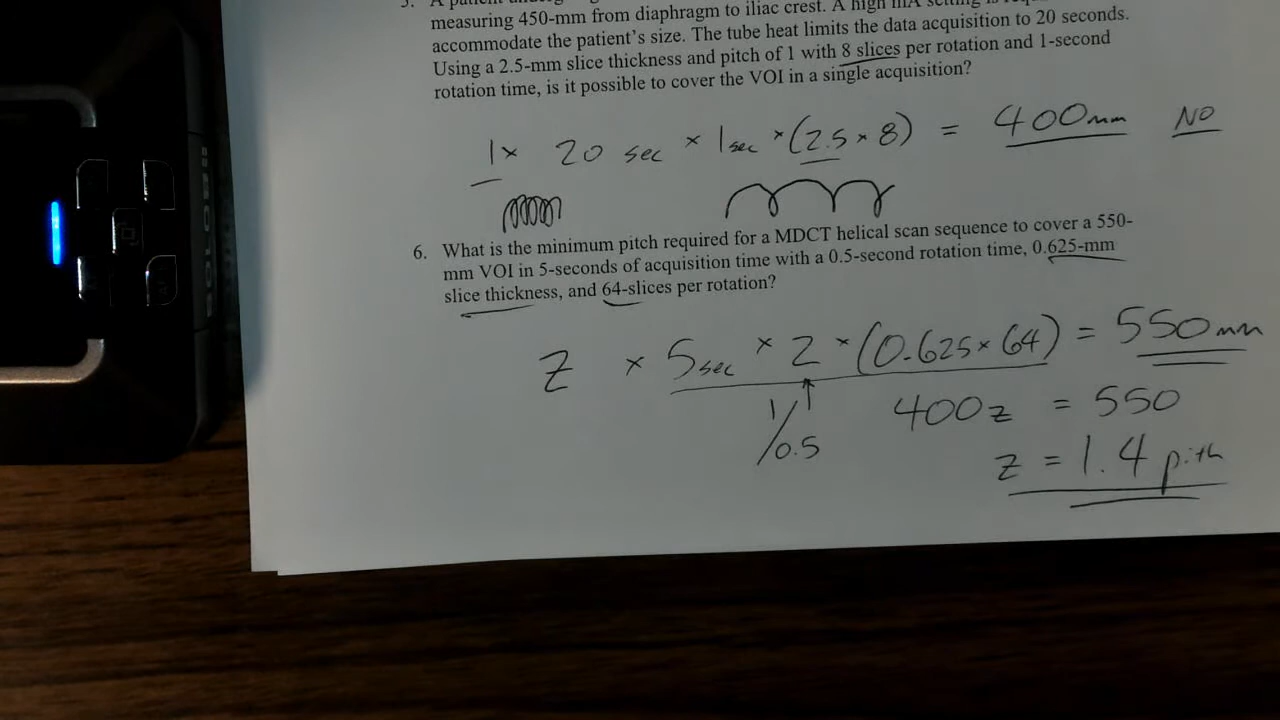 5. A patient
measuring 450-mm from diaphragm to iliac crest. A high mA setting is
accommodate the patient's size. The tube heat limits the data acquisition to 20 seconds.
Using a 2.5-mm slice thickness and pitch of 1 with 8 slices per rotation and 1-second
rotation time, is it possible to cover the VOI in a single acquisition?
1 × 20 sec × 1 sec × (2.5 × 8) = 400mm NO
6. What is the minimum pitch required for a MDCT helical scan sequence to cover a 550-
mm VOI in 5-seconds of acquisition time with a 0.5-second rotation time, 0.625-mm
slice thickness, and 64-slices per rotation?
z × 5sec × 2 × (0.625 × 64) = 550mm
1/0.5
400z = 550
z = 1.4 pith